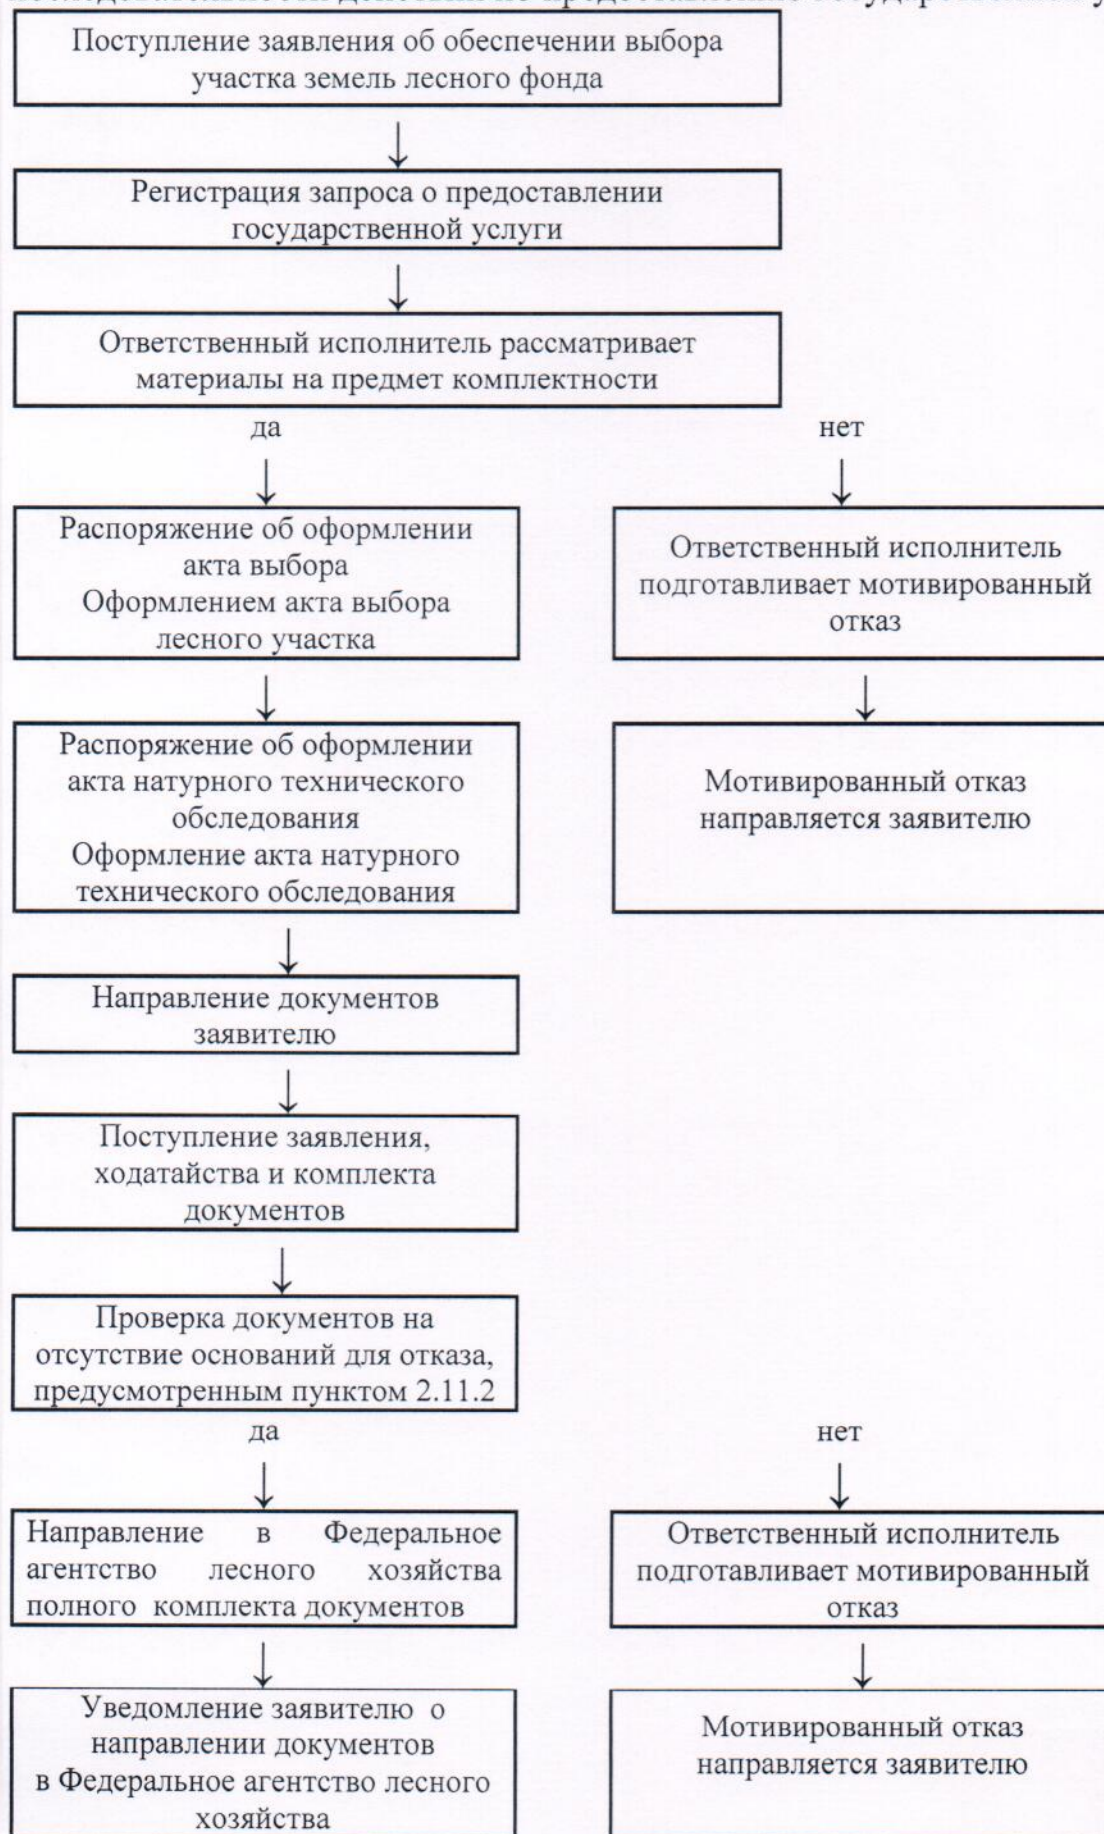 последовательности действий по предоставлению государственной у
Поступление заявления об обеспечении выбора
участка земель лесного фонда
Регистрация запроса о предоставлении
государственной услуги
Ответственный исполнитель рассматривает
материалы на предмет комплектности
да
нет
Распоряжение об оформлении
акта выбора
Оформлением акта выбора
лесного участка
Ответственный исполнитель
подготавливает мотивированный
отказ
Распоряжение об оформлении
акта натурного технического
обследования
Оформление акта натурного
технического обследования
Мотивированный отказ
направляется заявителю
Направление документов
заявителю
Поступление заявления,
ходатайства и комплекта
документов
Проверка документов на
отсутствие оснований для отказа,
предусмотренным пунктом 2.11.2
да
нет
Направление в Федеральное
агентство лесного хозяйства
полного комплекта документов
Ответственный исполнитель
подготавливает мотивированный
отказ
Уведомление заявителю о
направлении документов
в Федеральное агентство лесного
хозяйства
Мотивированный отказ
направляется заявителю